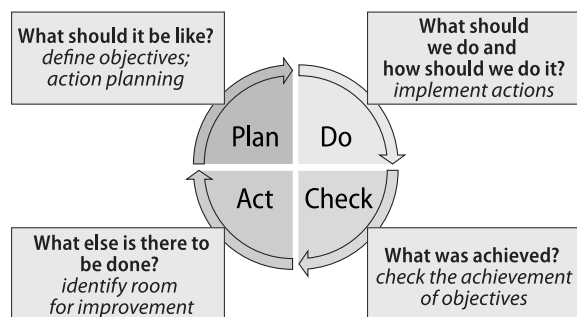 What should it be like?
define objectives;
action planning
What should
we do and
how should we do it?
implement actions
Plan
Do
Act
Check
What else is there to
be done?
identify room
for improvement
What was achieved?
check the achievement
of objectives